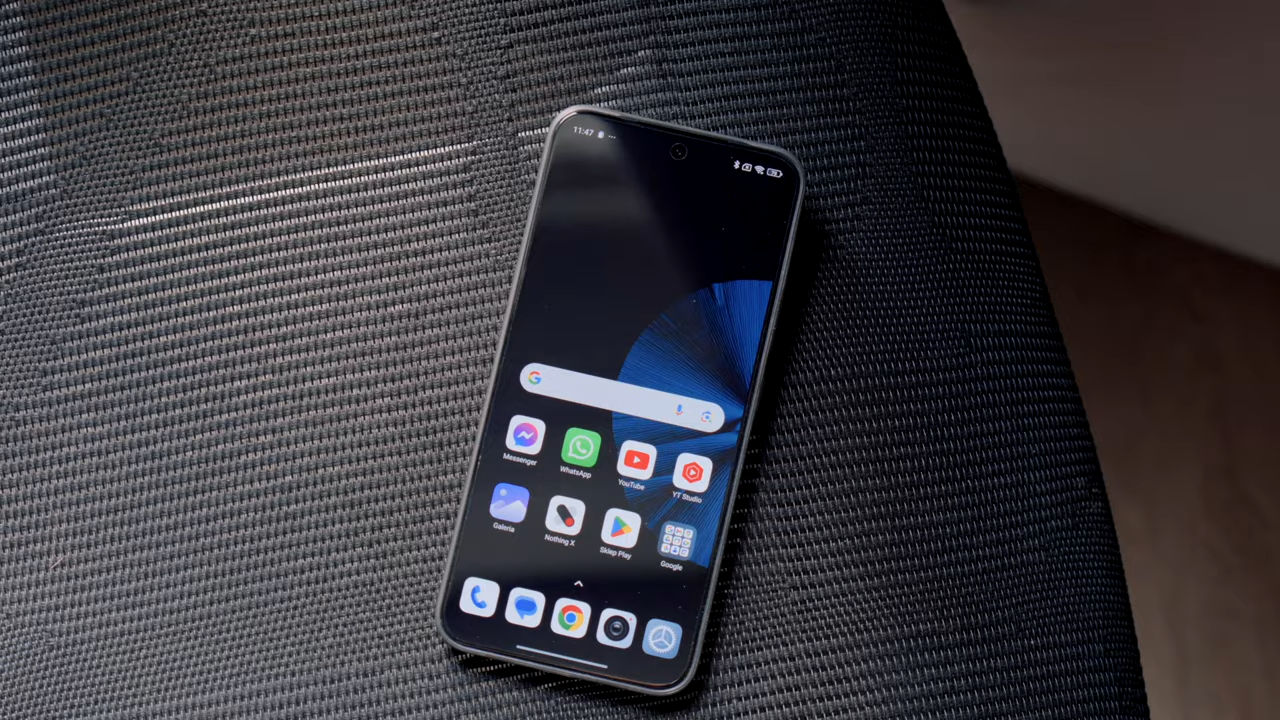 11:47
Messenger
WhatsApp
YouTube
YT Studio
Galeria
Nothing X
Sklep Play
Google